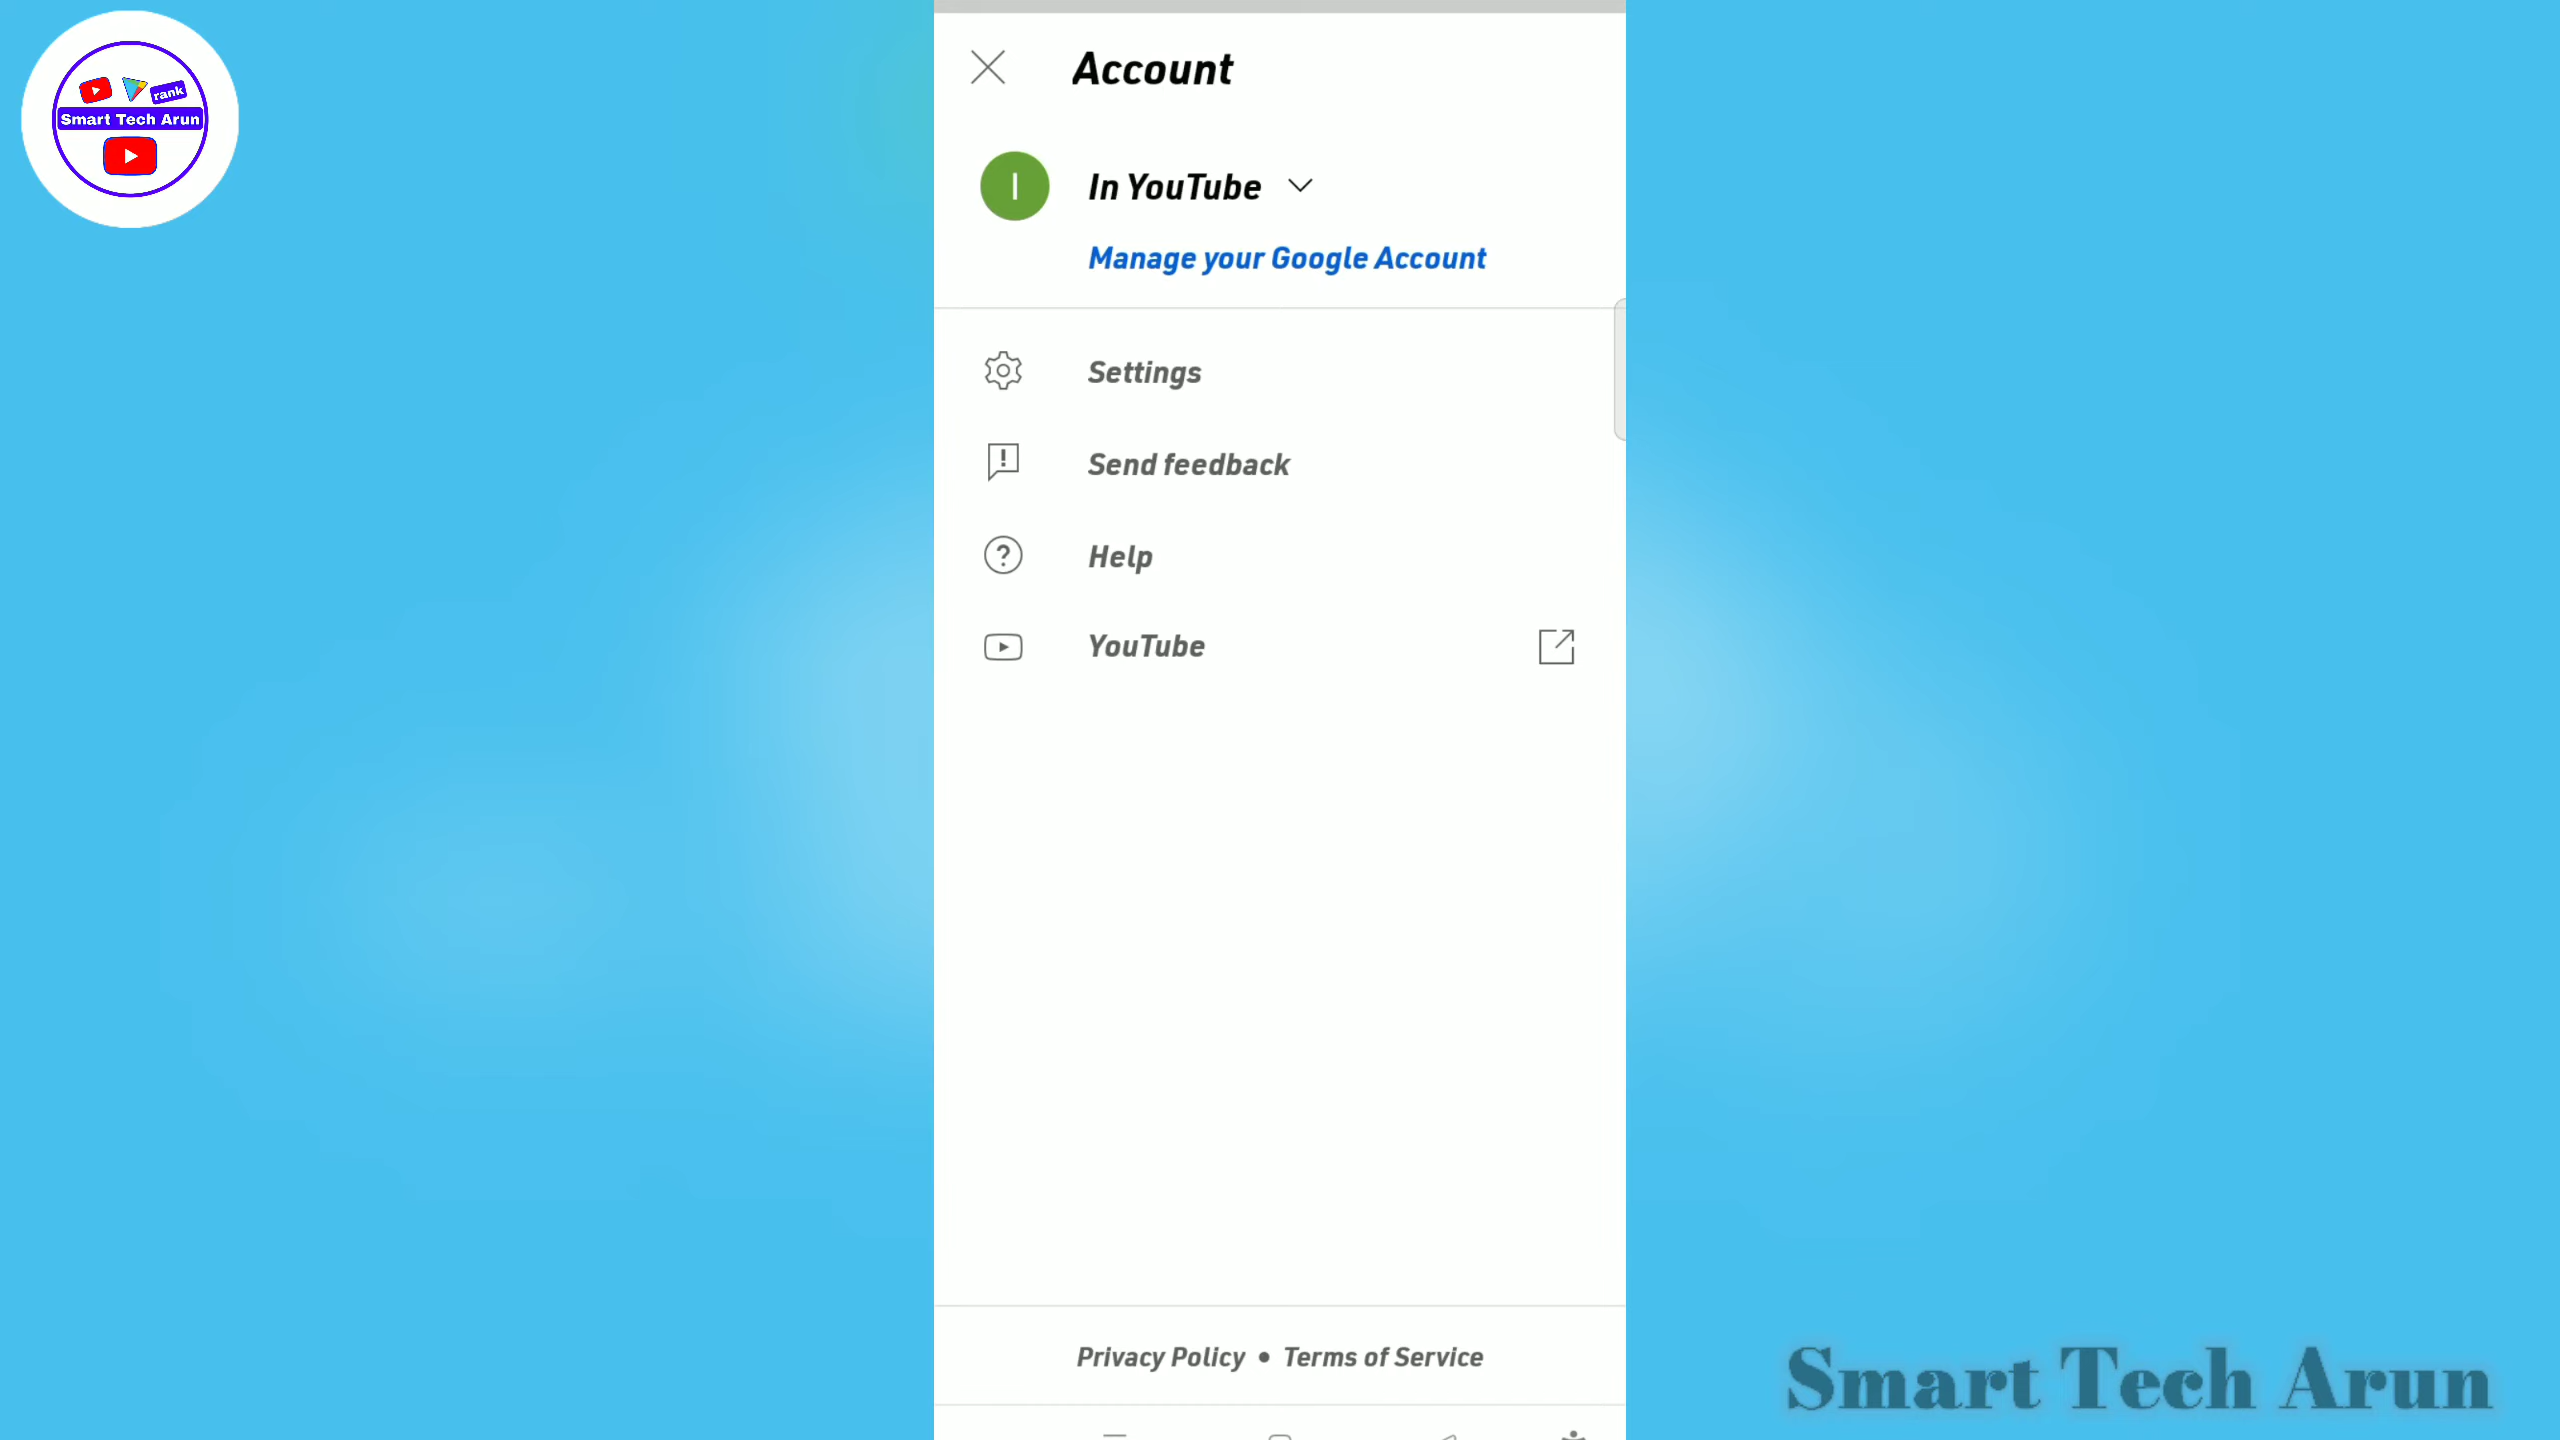 rank
Smart Tech Arun
Account
I
In YouTube
Manage your Google Account
Settings
Send feedback
Help
YouTube
Privacy Policy • Terms of Service
Smart Tech Arun